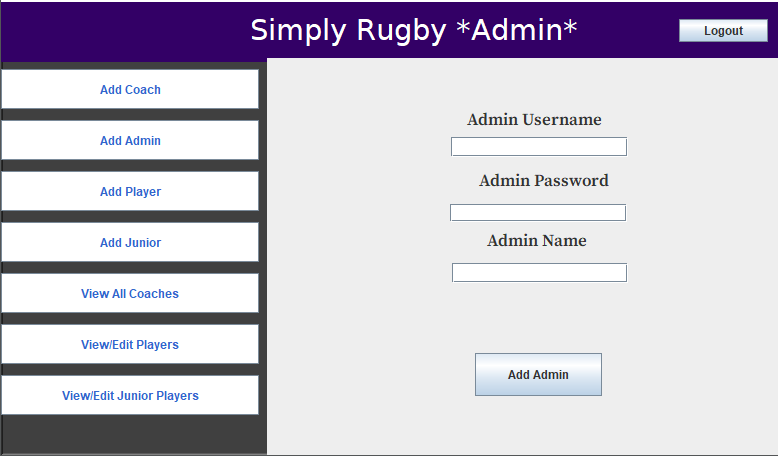 Simply Rugby *Admin*
Logout
Add Coach
Add Admin
Add Player
Add Junior
View All Coaches
View/Edit Players
View/Edit Junior Players
Admin Username
Admin Password
Admin Name
Add Admin